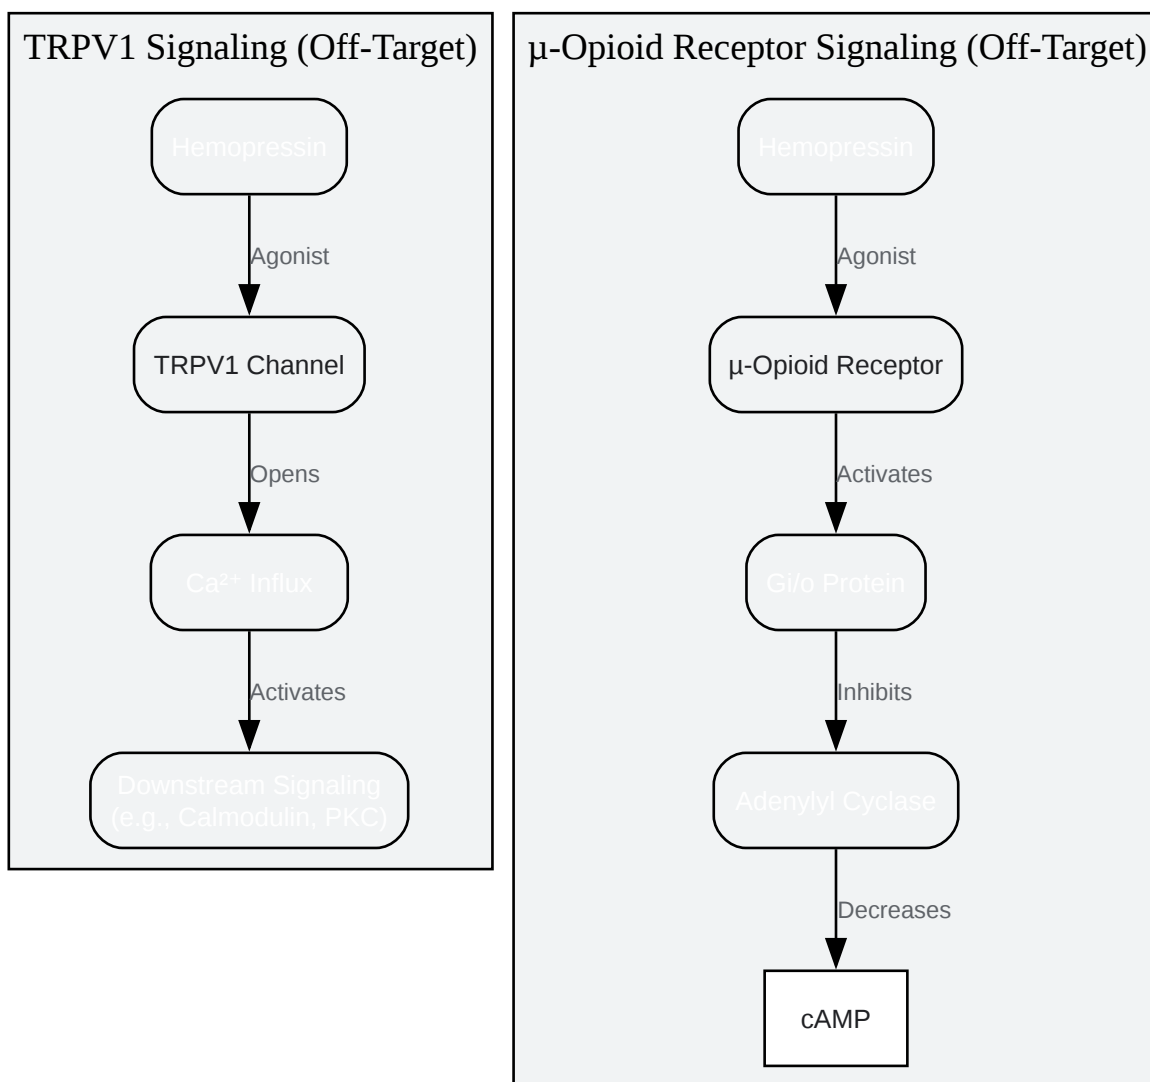 TRPV1 Signaling (Off-Target)
Hemopressin
Agonist
TRPV1 Channel
Opens
Ca²⁺ Influx
Activates
Downstream Signaling
(e.g., Calmodulin, PKC)
µ-Opioid Receptor Signaling (Off-Target)
Hemopressin
Agonist
µ-Opioid Receptor
Activates
Gi/o Protein
Inhibits
Adenylyl Cyclase
Decreases
cAMP